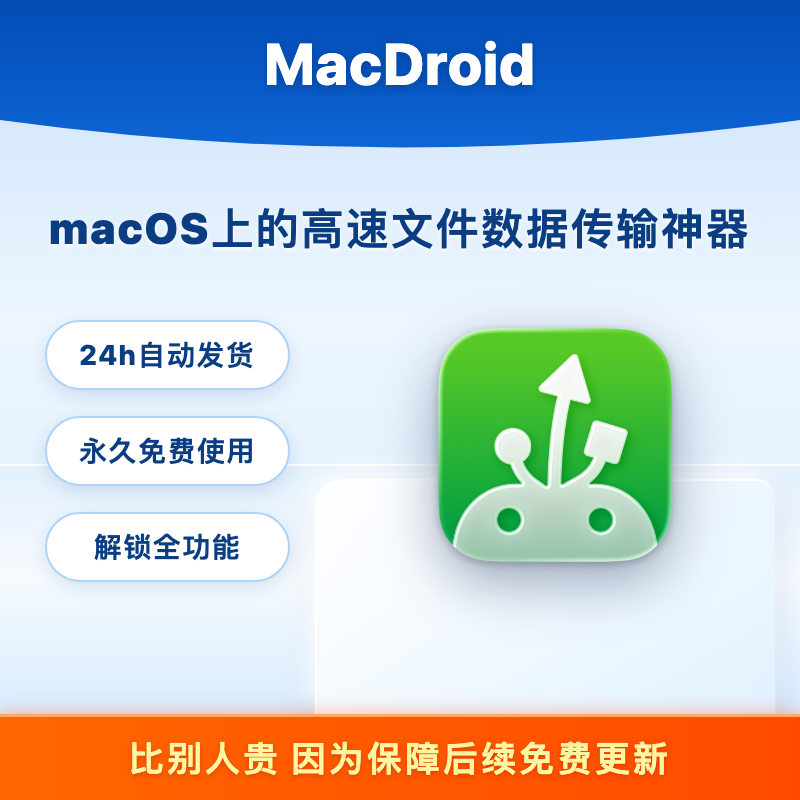 MacDroid
macOS上的高速文件数据传输神器
24h自动发货
永久免费使用
解锁全功能
比别人贵 因为保障后续免费更新